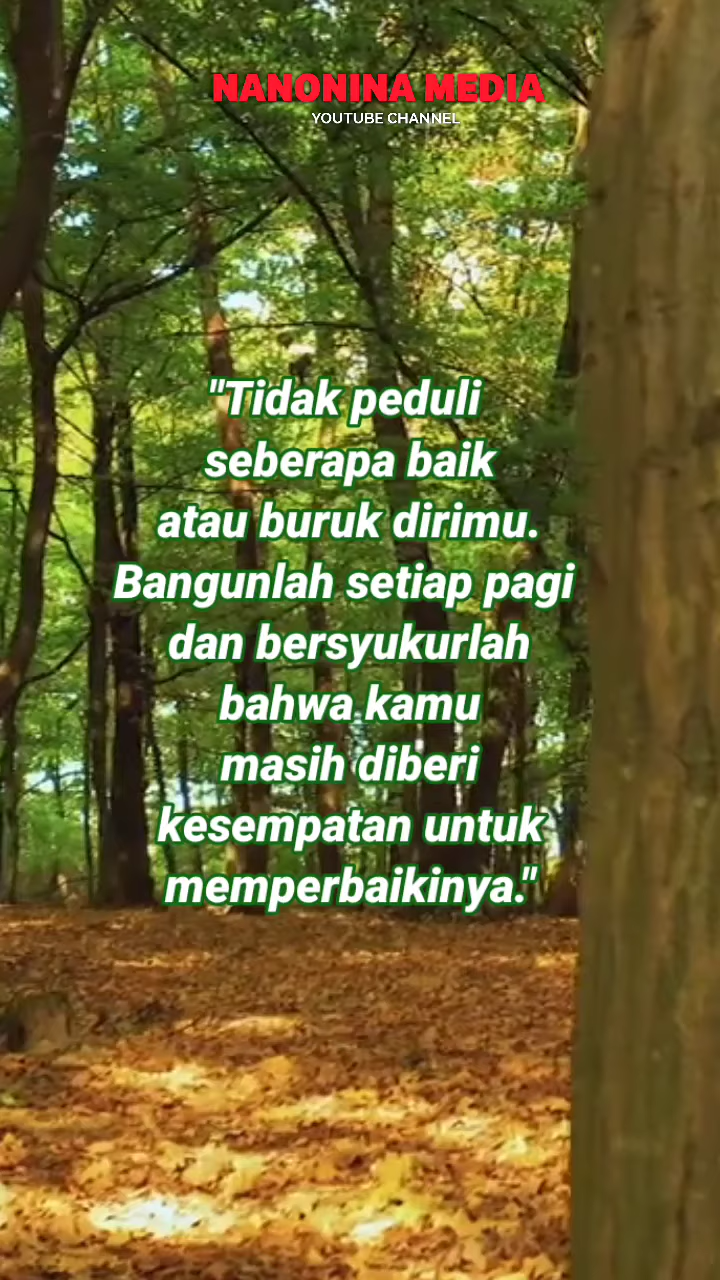 NANONINA MEDIA
YOUTUBE CHANNEL
"Tidak peduli
seberapa baik
atau buruk dirimu.
Bangunlah setiap pagi
dan bersyukurlah
bahwa kamu
masih diberi
kesempatan untuk
memperbaikinya."